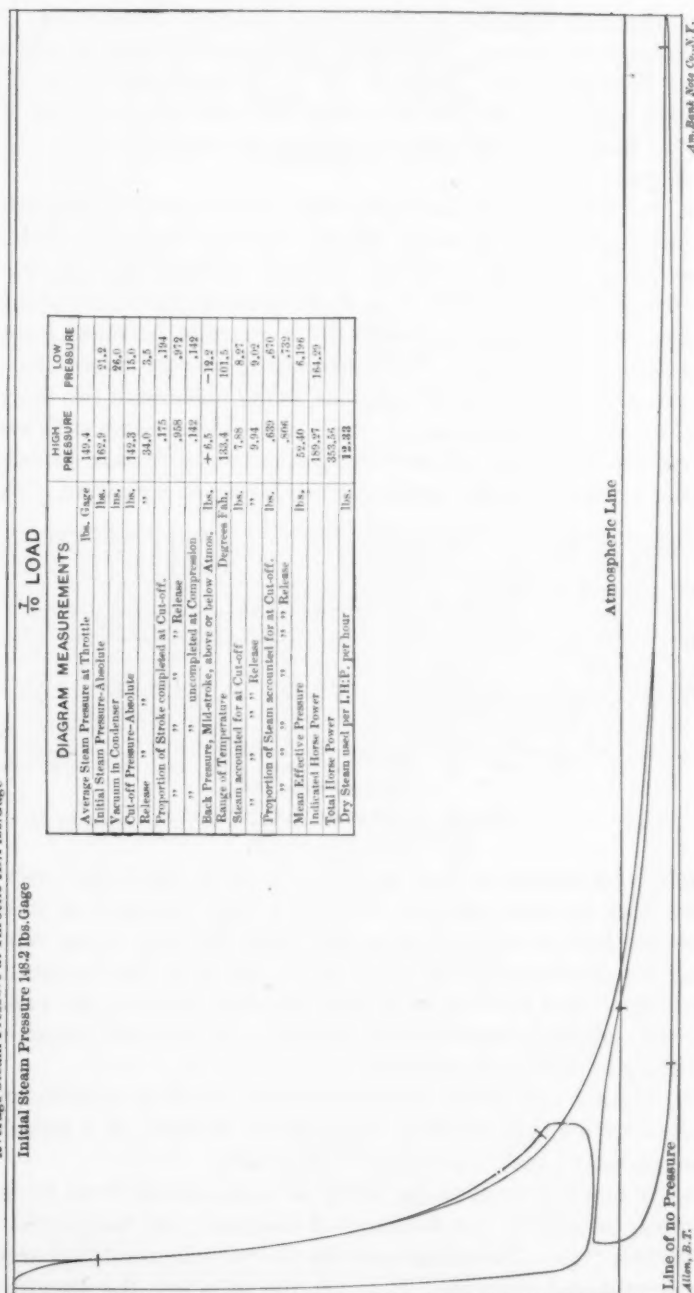 Initial Steam Pressure 148.2 lbs. Gage
7/10 LOAD
DIAGRAM MEASUREMENTS HIGH PRESSURE LOW PRESSURE
Average Steam Pressure at Throttle lbs. Gage 149.4
Initial Steam Pressure-Absolute lbs. 162.9 21.2
Vacuum in Condenser ins. 26.0
Cut-off Pressure-Absolute lbs. 142.3 15.0
Release " " " 34.0 3.5
Proportion of Stroke completed at Cut-off. .175 .194
" " " " Release .958 .972
" " uncompleted at Compression .142 .142
Back Pressure, Mid-stroke, above or below Atmos. lbs. +6.5 −12.2
Range of Temperature Degrees Fah. 133.4 101.5
Steam accounted for at Cut-off lbs. 7.88 8.27
" " " " Release " 9.94 9.02
Proportion of Steam accounted for at Cut-off. lbs. .639 .670
" " " " " " Release .806 .732
Mean Effective Pressure lbs. 52.40 6.196
Indicated Horse Power 189.27 164.29
Total Horse Power 353.56
Dry Steam used per I.H.P. per hour lbs. 12.33
Atmospheric Line
Line of no Pressure
Allen, B.T.
Am. Bank Note Co., N.Y.